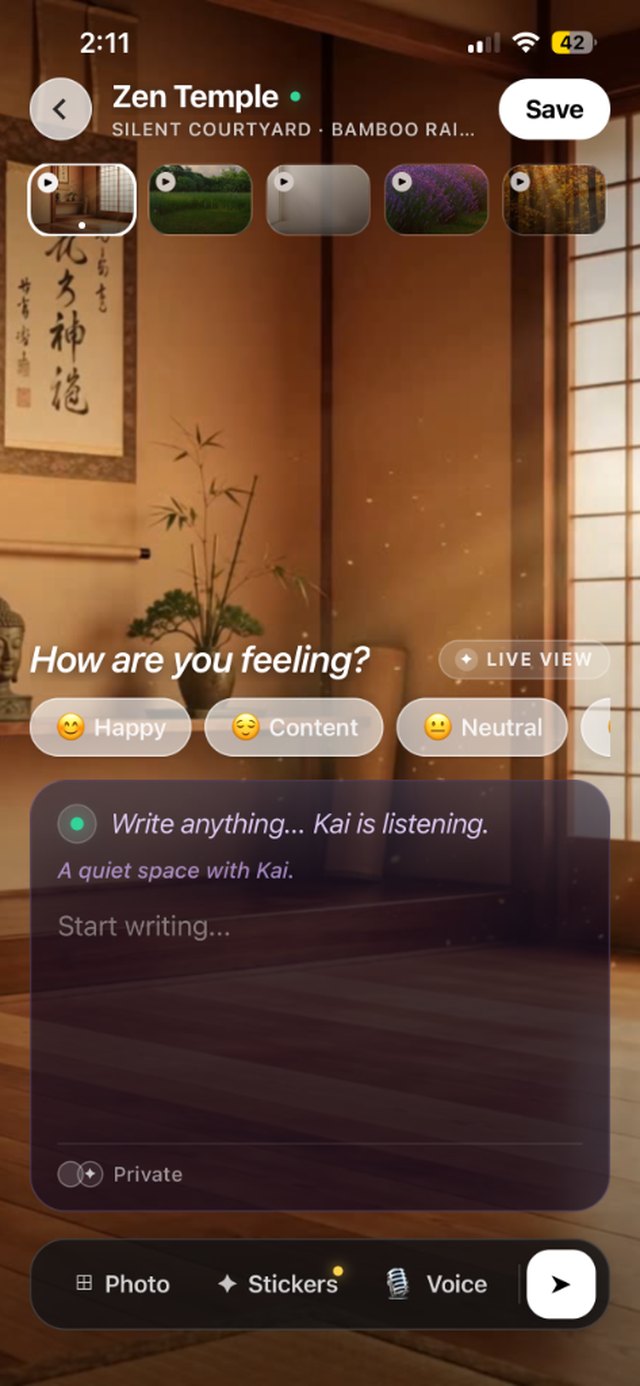 2:11
42
Zen Temple
SILENT COURTYARD · BAMBOO RAI...
Save
神
How are you feeling?
LIVE VIEW
😊 Happy
😌 Content
😐 Neutral
Write anything... Kai is listening.
A quiet space with Kai.
Start writing...
Private
Photo
Stickers
Voice